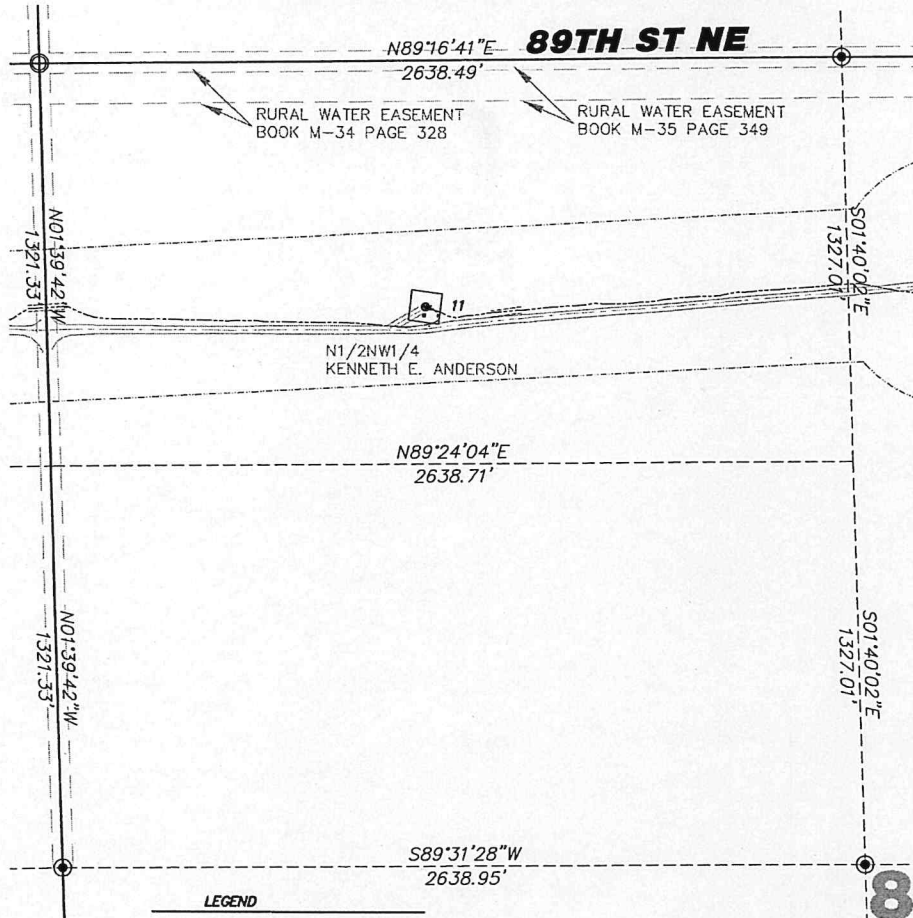 N89°16'41"E
89TH ST NE
2638.49'
RURAL WATER EASEMENT
BOOK M-34 PAGE 328
RURAL WATER EASEMENT
BOOK M-35 PAGE 349
N01°39'42"W
1321.33'
S01°40'02"E
1327.0
11
N1/2NW1/4
KENNETH E. ANDERSON
N89°24'04"E
2638.71'
N01°39'42"W
1321.33'
S01°40'02"E
1327.01'
S89°31'28"W
2638.95'
8
LEGEND